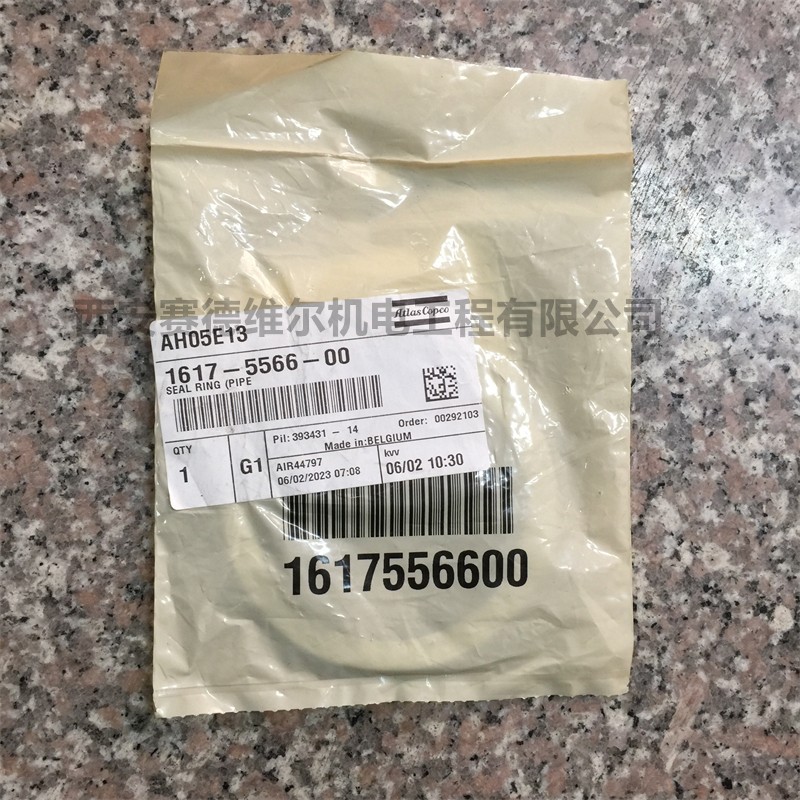 西安赛德维尔机电工程有限公司
Atlas Copco
AH05E13
1617-5566-00
SEAL RING (PIPE
QTY
1
G1
Pil: 393431 - 14
Order: 00292103
Made in: BELGIUM
AIR44797
06/02/2023 07:08
kvv
06/02 10:30
1617556600